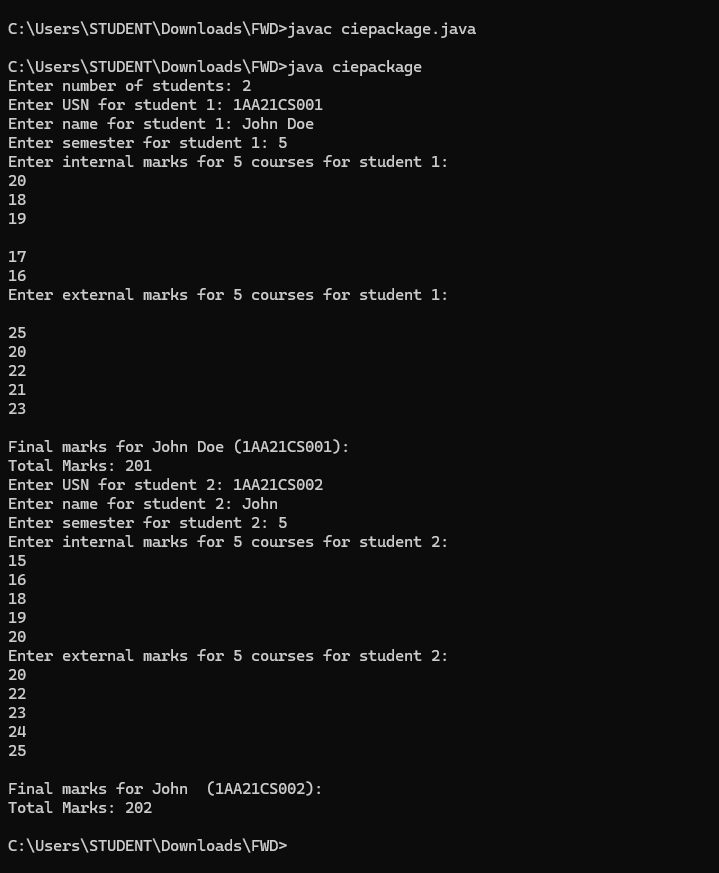 C:\Users\STUDENT\Downloads\FWD>javac ciepackage.java
C:\Users\STUDENT\Downloads\FWD>java ciepackage
Enter number of students: 2
Enter USN for student 1: 1AA21CS001
Enter name for student 1: John Doe
Enter semester for student 1: 5
Enter internal marks for 5 courses for student 1:
20
18
19
17
16
Enter external marks for 5 courses for student 1:
25
20
22
21
23
Final marks for John Doe (1AA21CS001):
Total Marks: 201
Enter USN for student 2: 1AA21CS002
Enter name for student 2: John
Enter semester for student 2: 5
Enter internal marks for 5 courses for student 2:
15
16
18
19
20
Enter external marks for 5 courses for student 2:
20
22
23
24
25
Final marks for John  (1AA21CS002):
Total Marks: 202
C:\Users\STUDENT\Downloads\FWD>